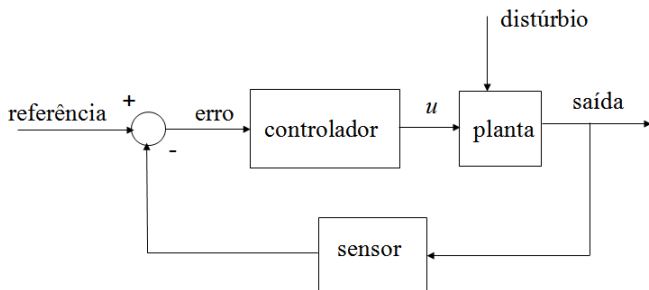 distúrbio
referência
+
-
erro
controlador
u
planta
saída
sensor